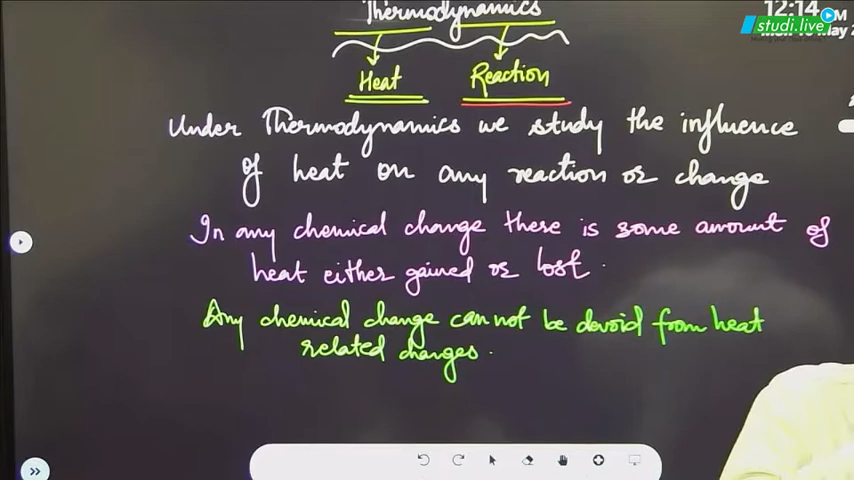 Thermodynamics
12:14
studi.live
Heat Reaction
Under Thermodynamics we study the influence
of heat on any reaction or change
In any chemical change there is some amount of
heat either gained or lost.
Any chemical change can not be devoid from heat
related changes.